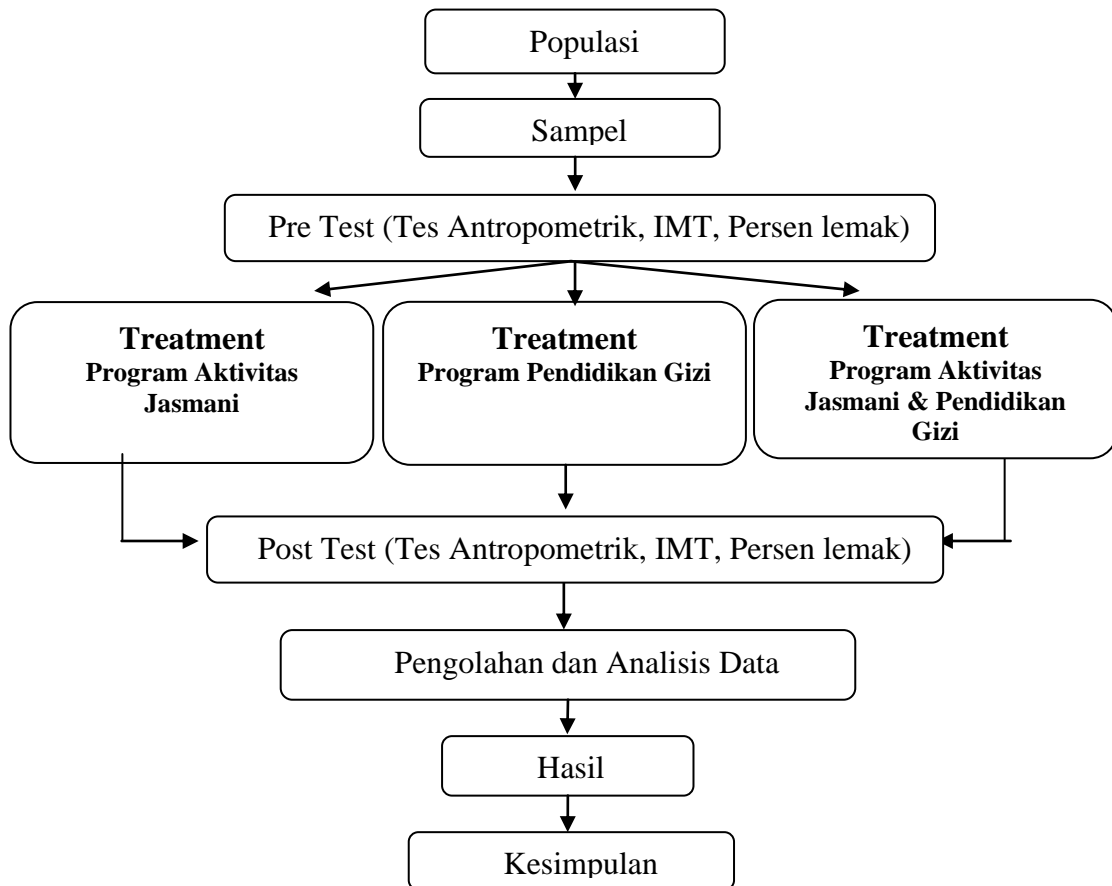 Populasi
Sampel
Pre Test (Tes Antropometrik, IMT, Persen lemak)
Treatment
Program Aktivitas
Jasmani
Treatment
Program Pendidikan Gizi
Treatment
Program Aktivitas
Jasmani & Pendidikan
Gizi
Post Test (Tes Antropometrik, IMT, Persen lemak)
Pengolahan dan Analisis Data
Hasil
Kesimpulan